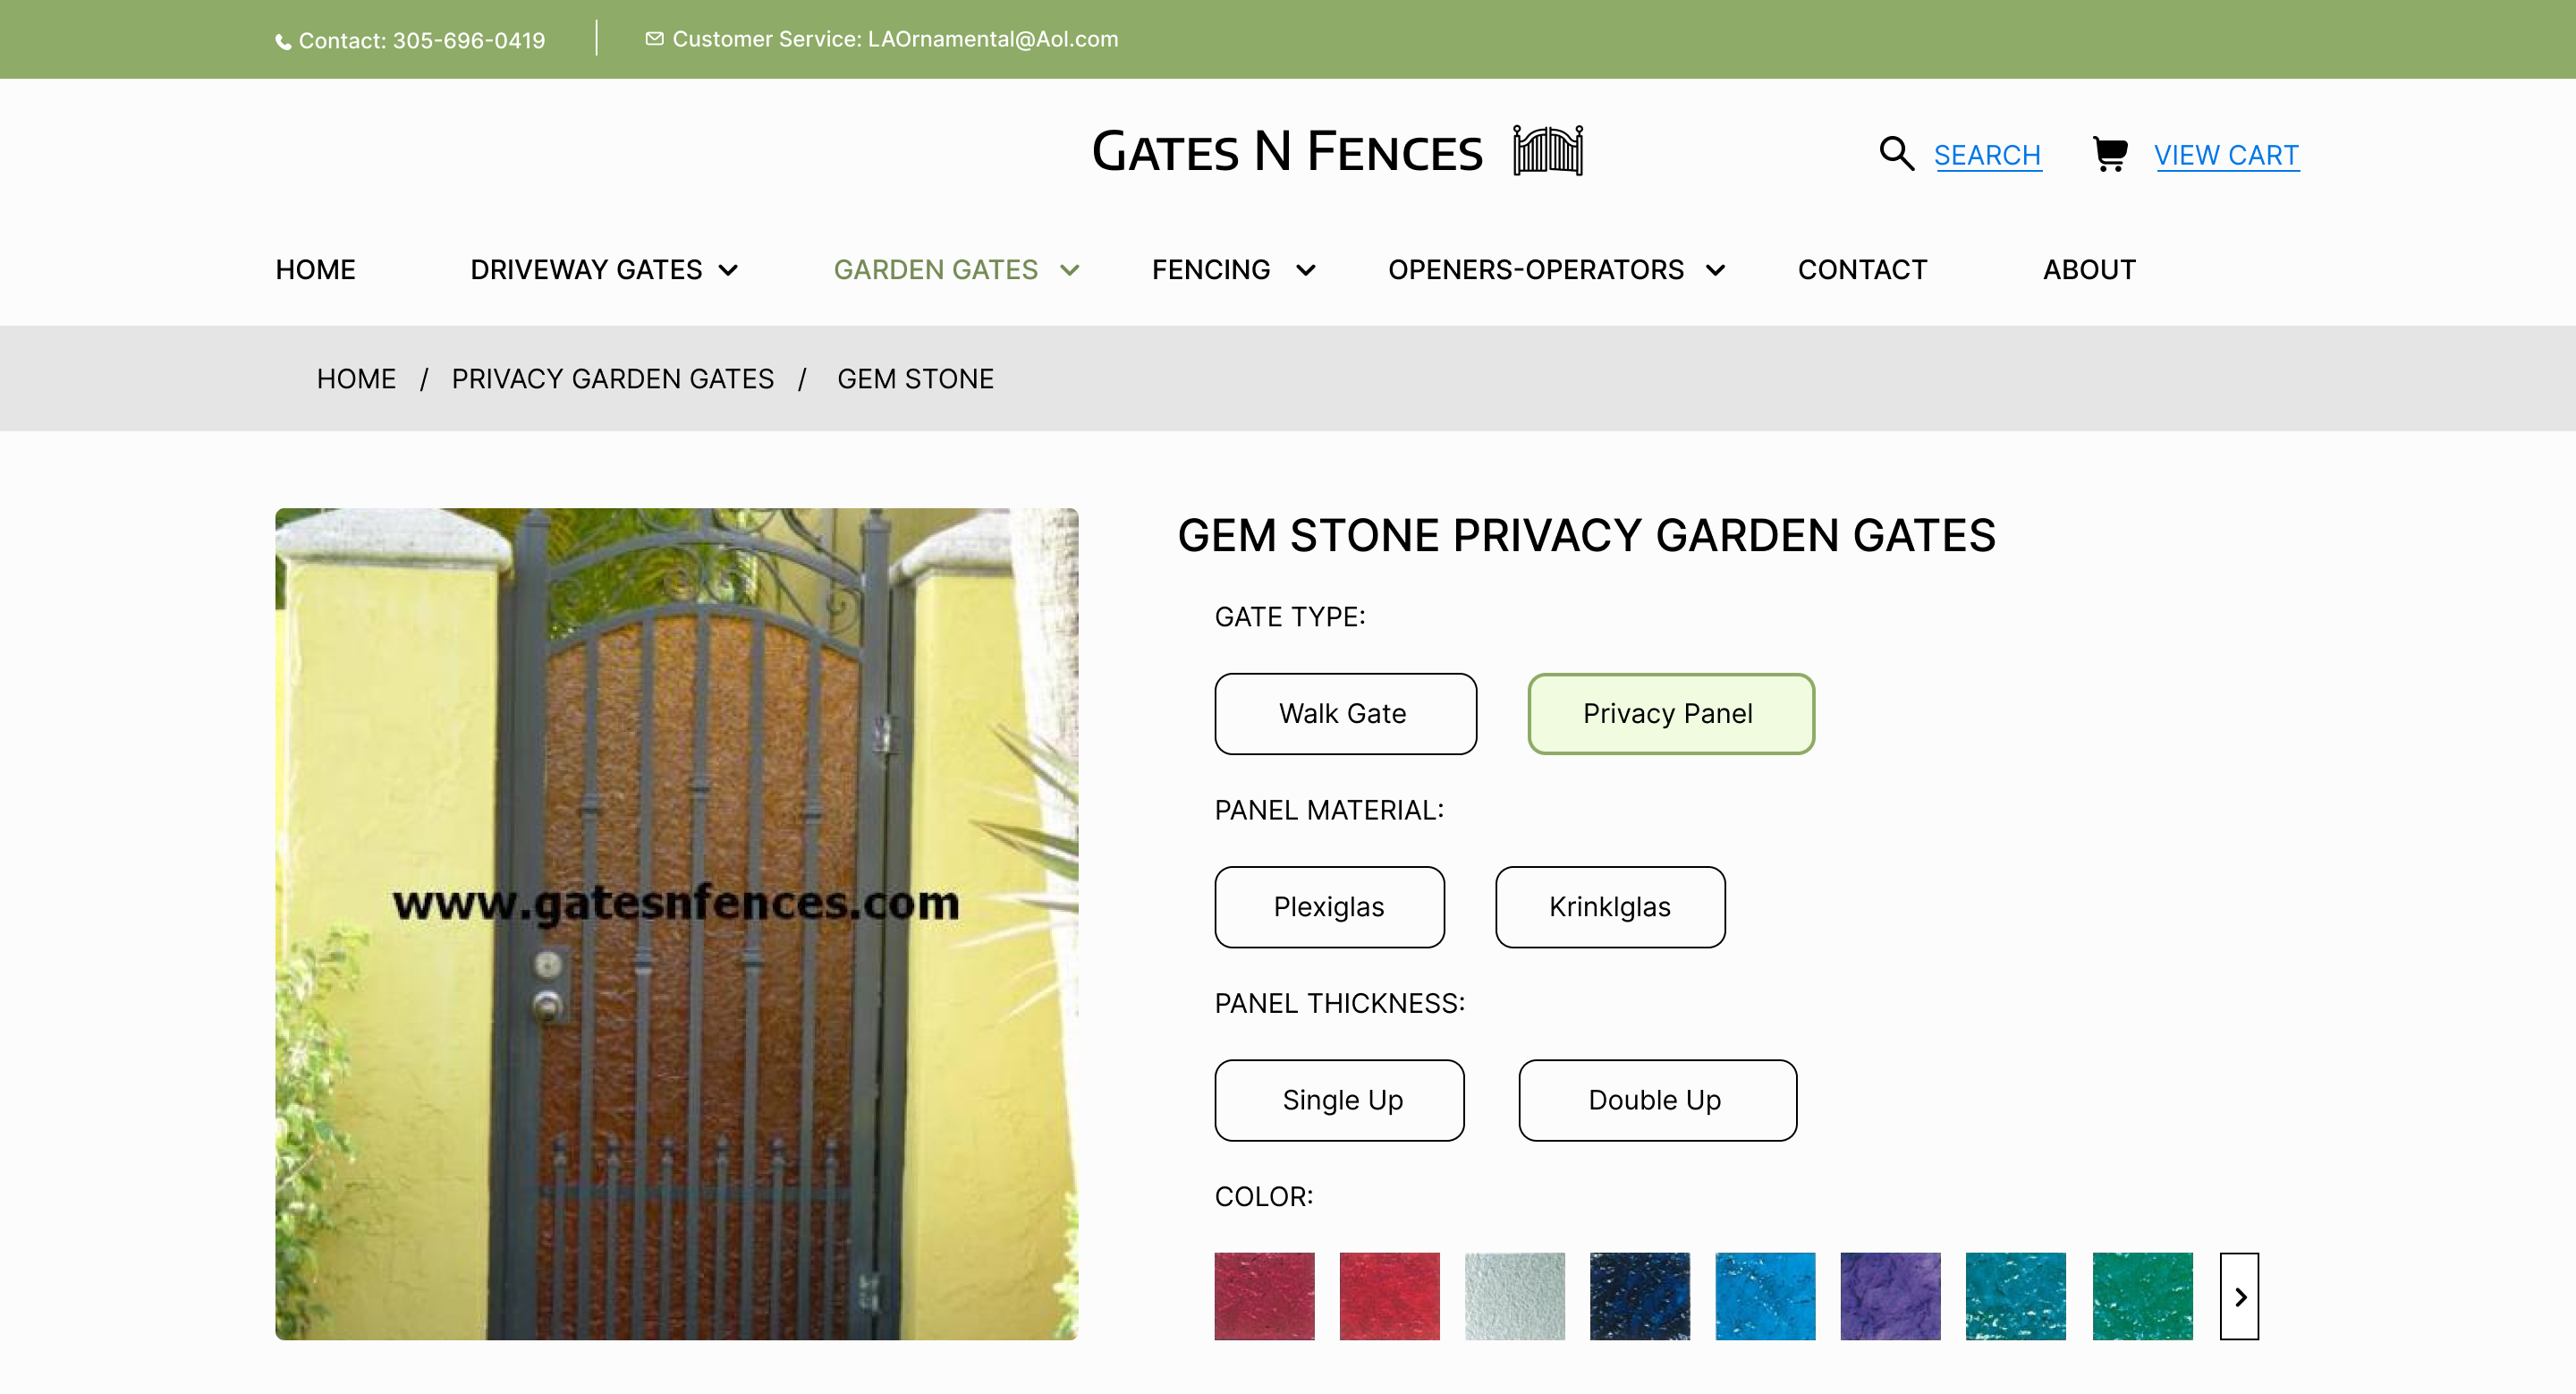 Contact: 305-696-0419
Customer Service: LAOrnamental@Aol.com
GATES N FENCES
SEARCH
VIEW CART
HOME
DRIVEWAY GATES
GARDEN GATES
FENCING
OPENERS-OPERATORS
CONTACT
ABOUT
HOME / PRIVACY GARDEN GATES / GEM STONE
www.gatesnfences.com
GEM STONE PRIVACY GARDEN GATES
GATE TYPE:
Walk Gate
Privacy Panel
PANEL MATERIAL:
Plexiglas
Krinklglas
PANEL THICKNESS:
Single Up
Double Up
COLOR: